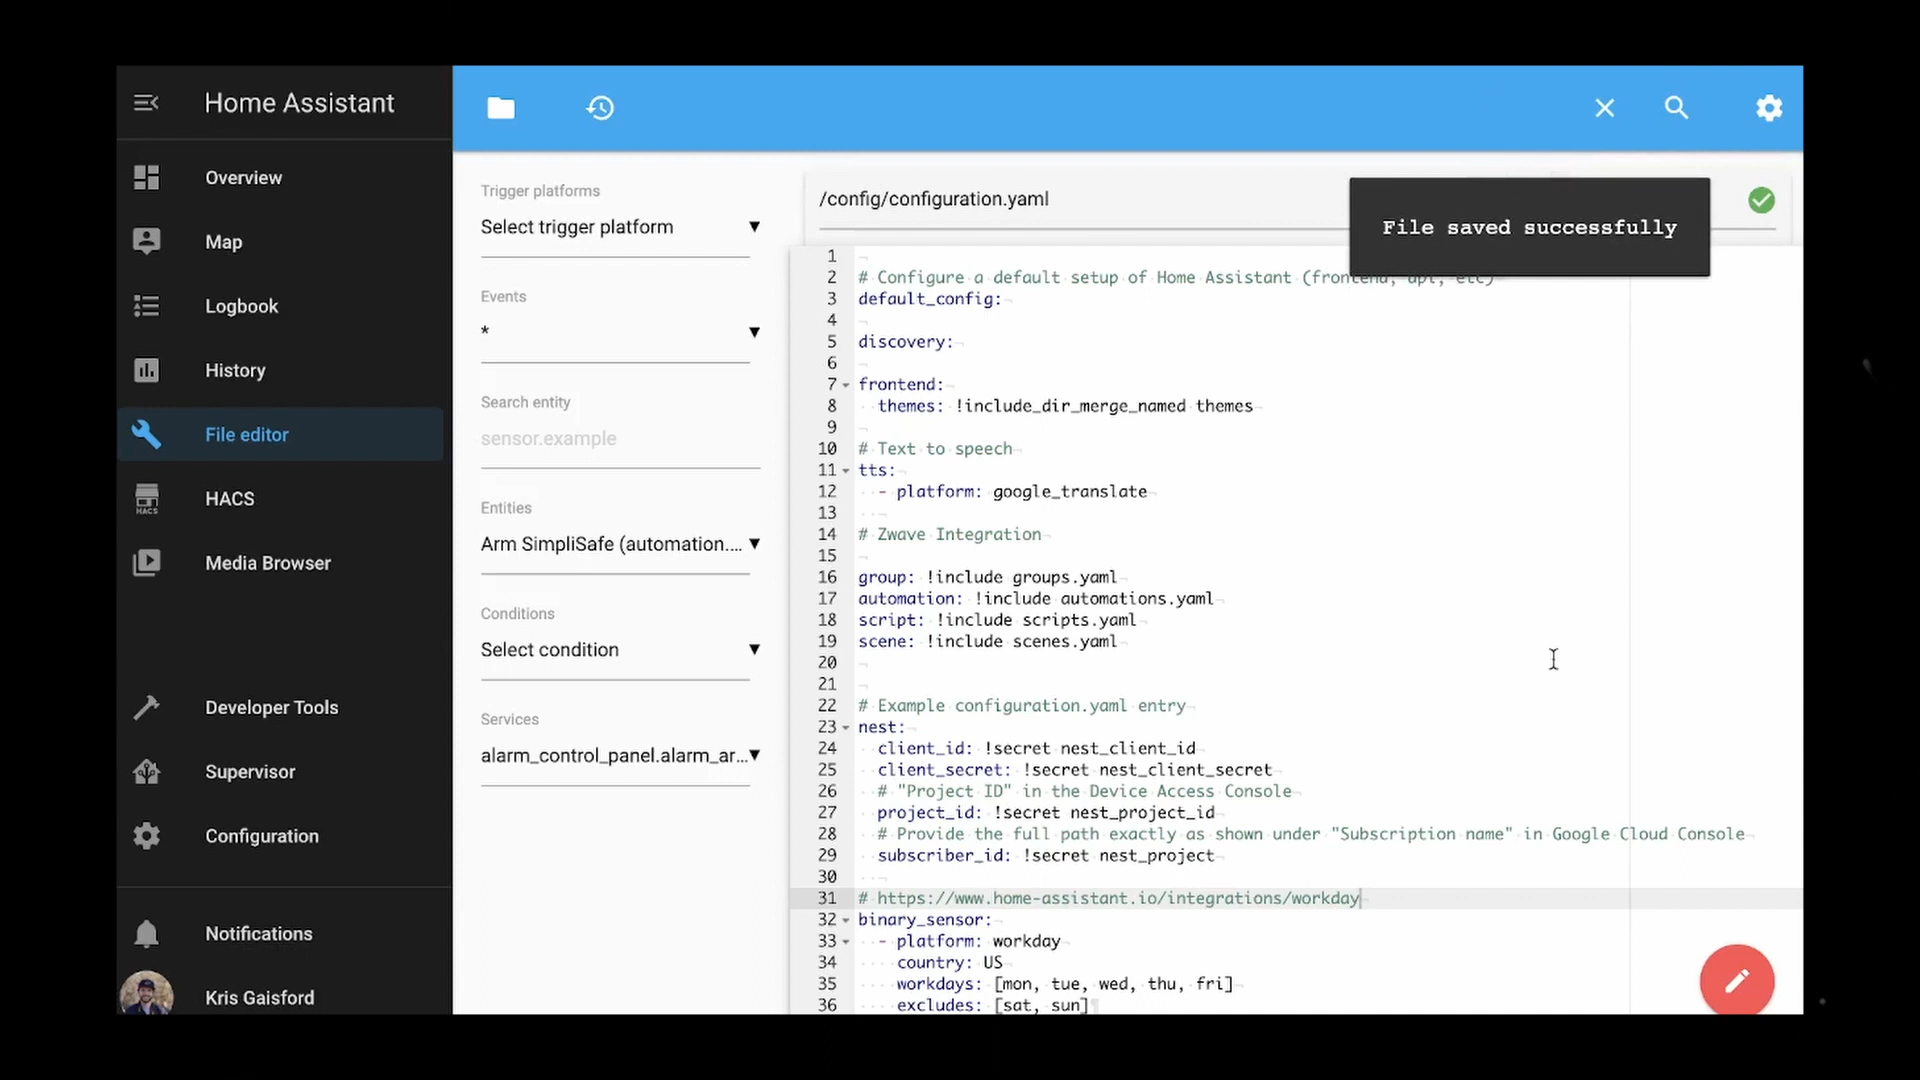 Home Assistant
Overview
Map
Logbook
History
File editor
HACS
HACS
Media Browser
Developer Tools
Supervisor
Configuration
Notifications
Kris Gaisford
Trigger platforms
Select trigger platform
Events
*
Search entity
sensor.example
Entities
Arm SimpliSafe (automation....
Conditions
Select condition
Services
alarm_control_panel.alarm_ar...
/config/configuration.yaml
File saved successfully
1
2 # Configure a default setup of Home Assistant (frontend, api, etc)
3 default_config:
4
5 discovery:
6
7 frontend:
8 themes: !include_dir_merge_named themes
9
10 # Text to speech
11 tts:
12 - platform: google_translate
13
14 # Zwave Integration
15
16 group: !include groups.yaml
17 automation: !include automations.yaml
18 script: !include scripts.yaml
19 scene: !include scenes.yaml
20
21
22 # Example configuration.yaml entry
23 nest:
24 client_id: !secret nest_client_id
25 client_secret: !secret nest_client_secret
26 # "Project ID" in the Device Access Console
27 project_id: !secret nest_project_id
28 # Provide the full path exactly as shown under "Subscription name" in Google Cloud Console
29 subscriber_id: !secret nest_project
30
31 # https://www.home-assistant.io/integrations/workday
32 binary_sensor:
33 - platform: workday
34 country: US
35 workdays: [mon, tue, wed, thu, fri]
36 excludes: [sat, sun]